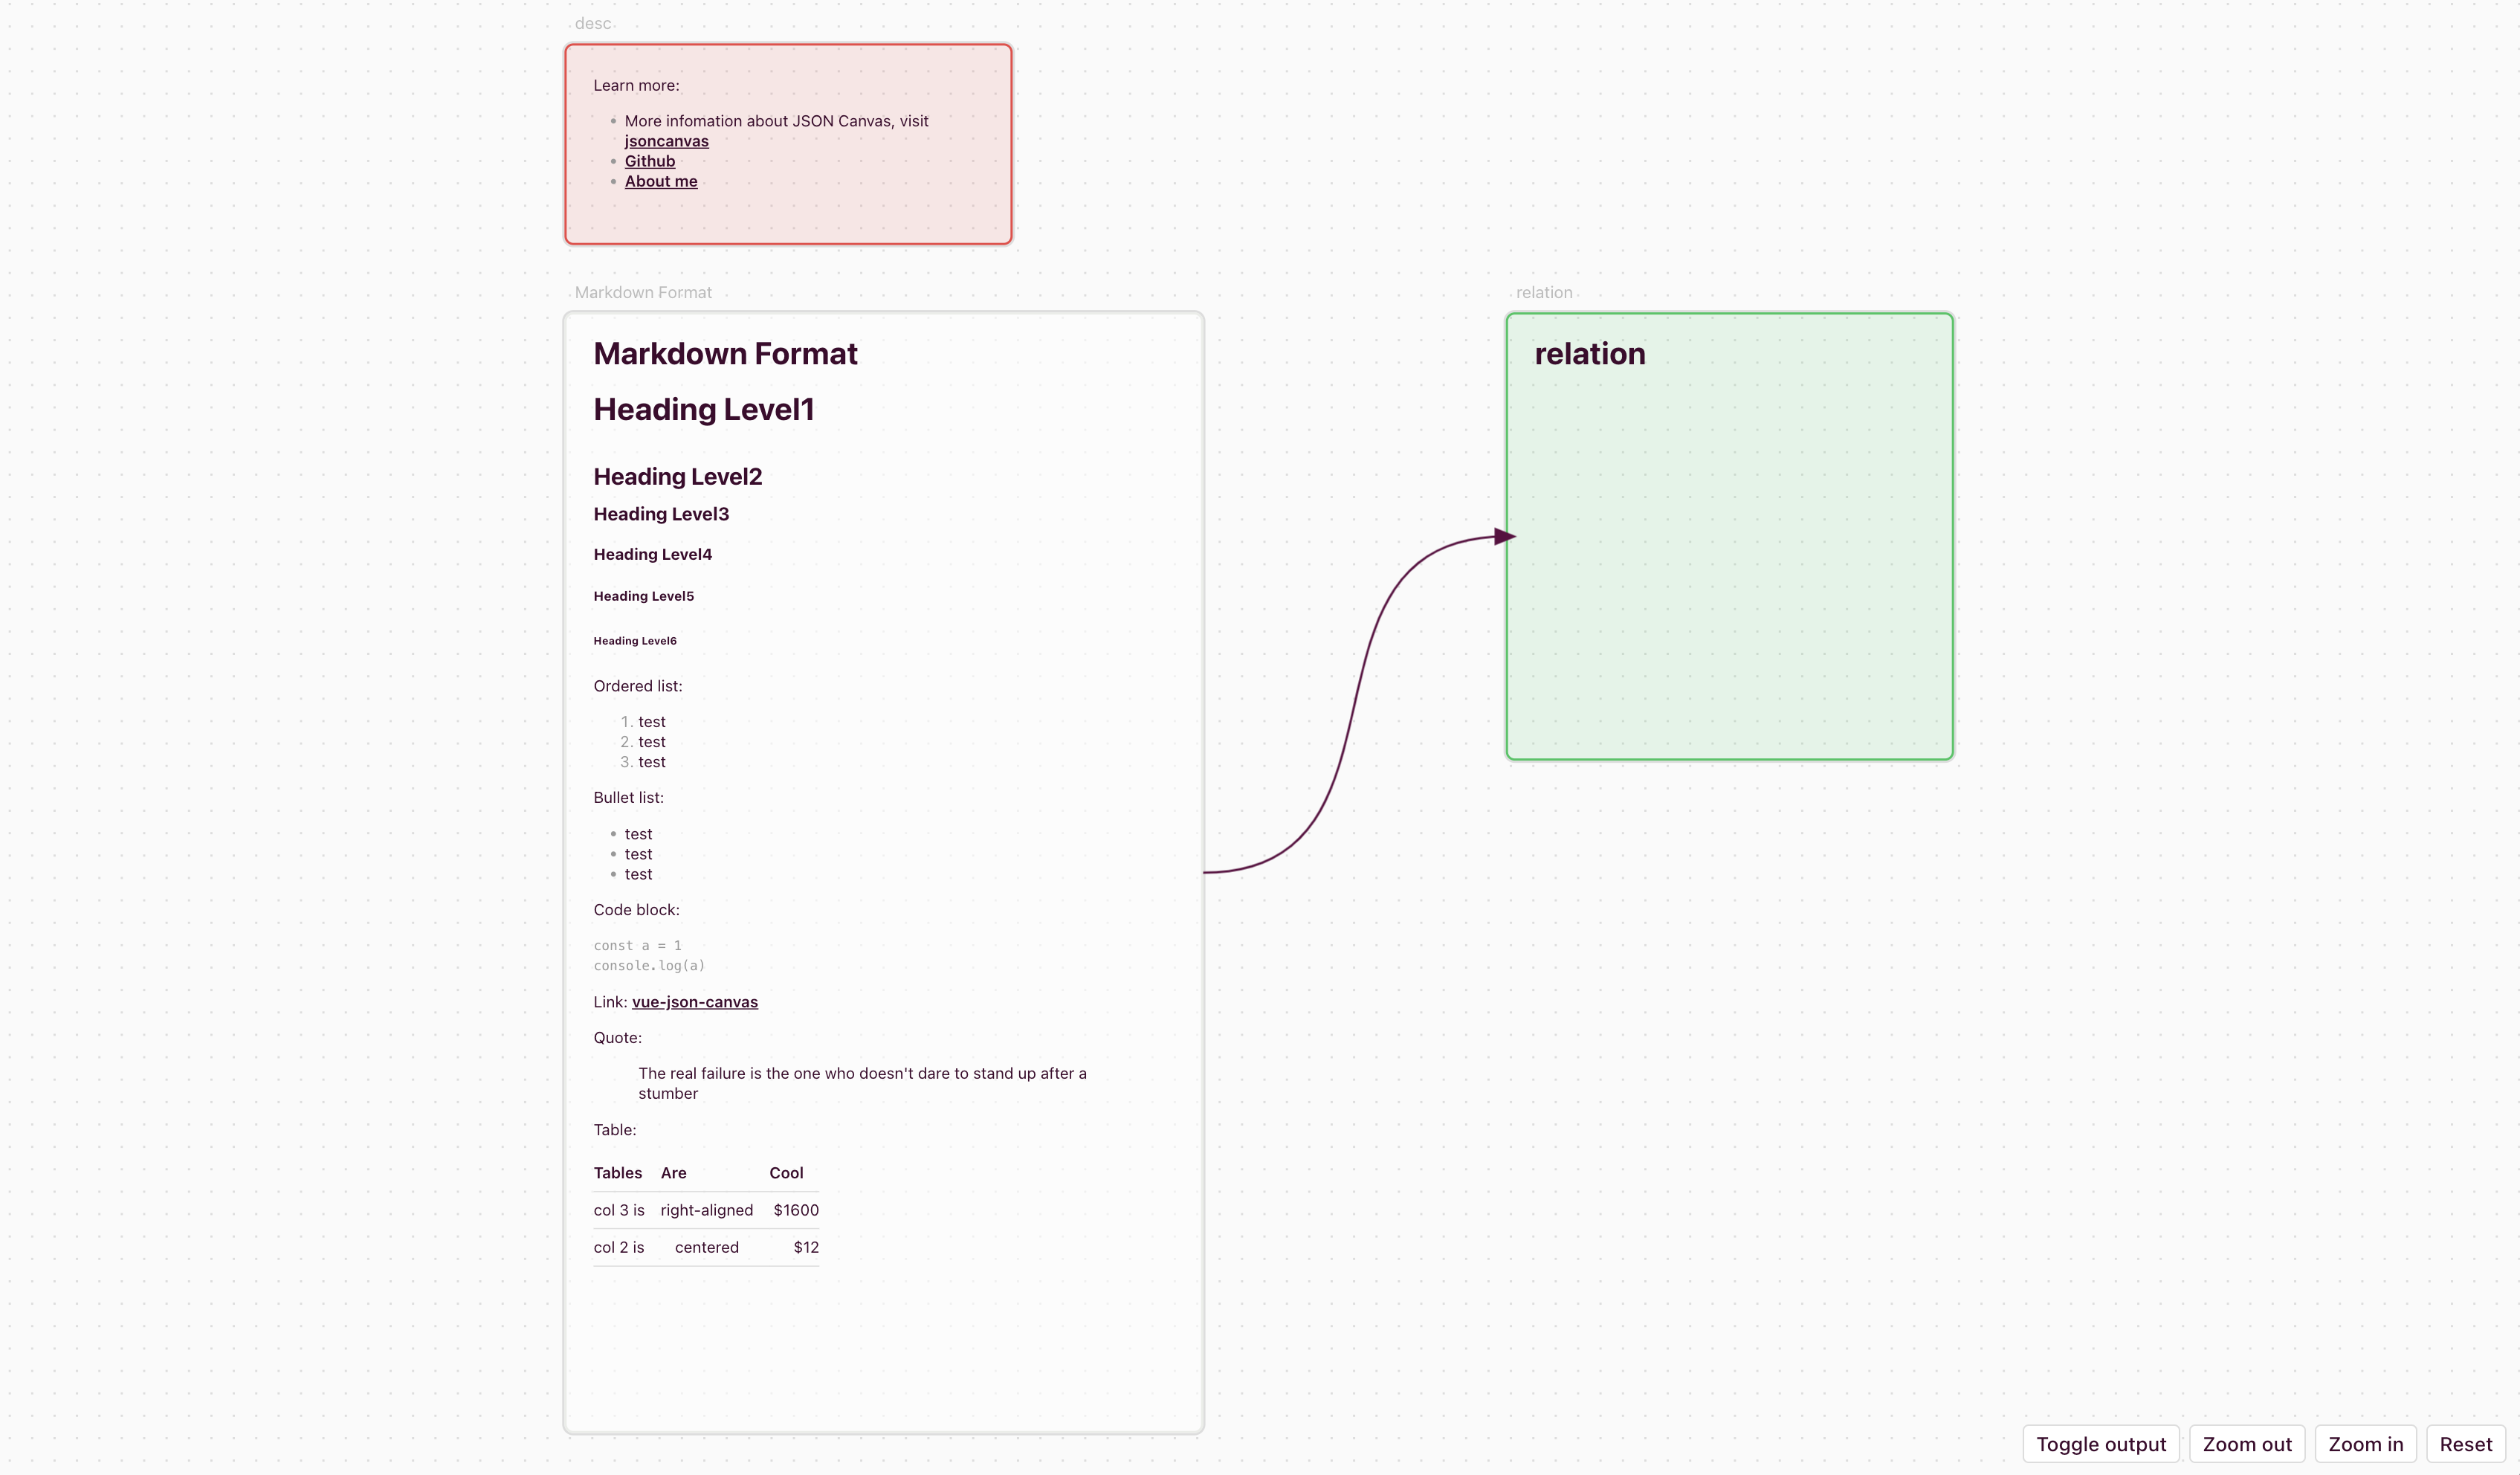 desc
Learn more:
More infomation about JSON Canvas, visit
jsoncanvas
Github
About me
Markdown Format
Markdown Format
Heading Level1
Heading Level2
Heading Level3
Heading Level4
Heading Level5
Heading Level6
Ordered list:
1. test
2. test
3. test
Bullet list:
test
test
test
Code block:
const a = 1
console.log(a)
Link: vue-json-canvas
Quote:
The real failure is the one who doesn't dare to stand up after a
stumber
Table:
Tables Are Cool
col 3 is right-aligned $1600
col 2 is centered $12
relation
relation
Toggle output Zoom out Zoom in Reset